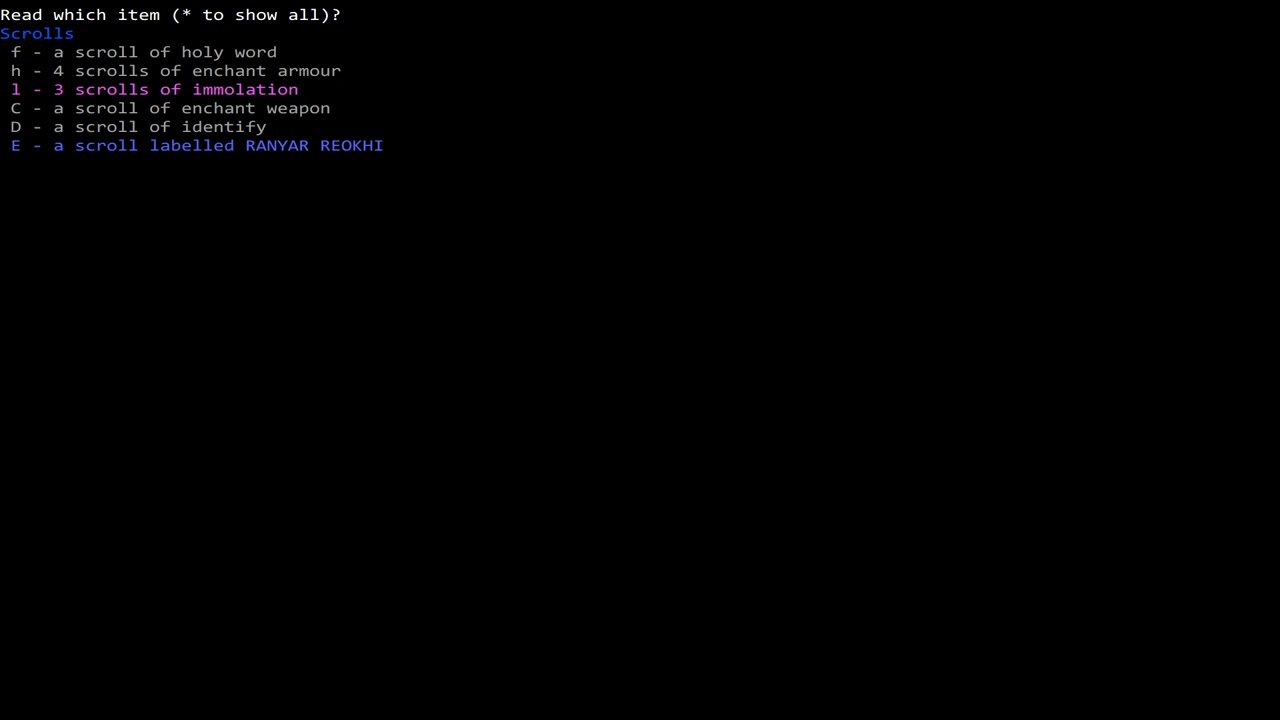 Read which item (* to show all)?
Scrolls
f - a scroll of holy word
h - 4 scrolls of enchant armour
l - 3 scrolls of immolation
C - a scroll of enchant weapon
D - a scroll of identify
E - a scroll labelled RANYAR REOKHI